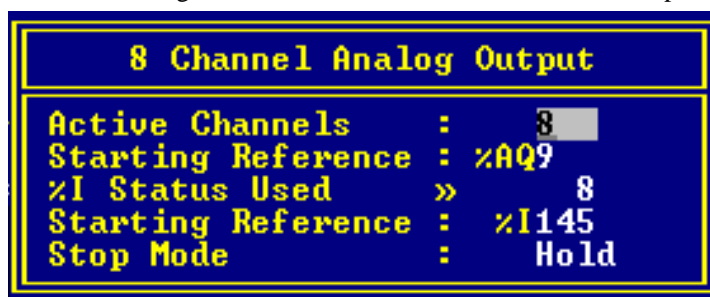 8 Channel Analog Output
Active Channels : 8
Starting Reference : %AQ9
%I Status Used » 8
Starting Reference : %I145
Stop Mode : Hold